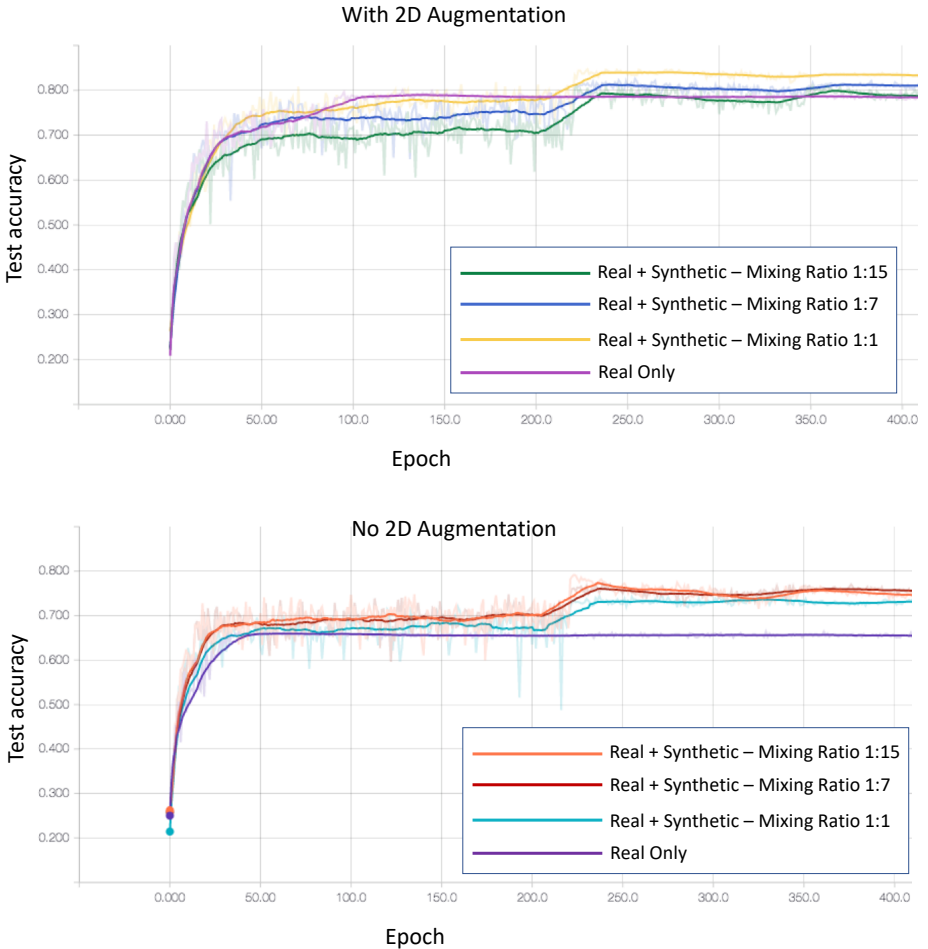 With 2D Augmentation
0.800
0.700
0.600
0.500
0.400
0.300
0.200
Test accuracy
Real + Synthetic – Mixing Ratio 1:15
Real + Synthetic – Mixing Ratio 1:7
Real + Synthetic – Mixing Ratio 1:1
Real Only
0.000 50.00 100.0 150.0 200.0 250.0 300.0 350.0 400.0
Epoch
No 2D Augmentation
0.800
0.700
0.600
0.500
0.400
0.300
0.200
Test accuracy
Real + Synthetic – Mixing Ratio 1:15
Real + Synthetic – Mixing Ratio 1:7
Real + Synthetic – Mixing Ratio 1:1
Real Only
0.000 50.00 100.0 150.0 200.0 250.0 300.0 350.0 400.0
Epoch